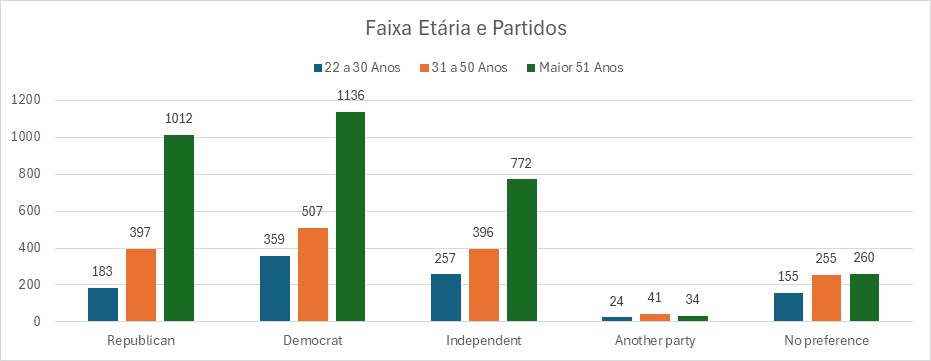 Faixa Etária e Partidos
22 a 30 Anos 31 a 50 Anos Maior 51 Anos
1200
1000
800
600
400
200
0
183 397 1012
359 507 1136
257 396 772
24 41 34
155 255 260
Republican Democrat Independent Another party No preference